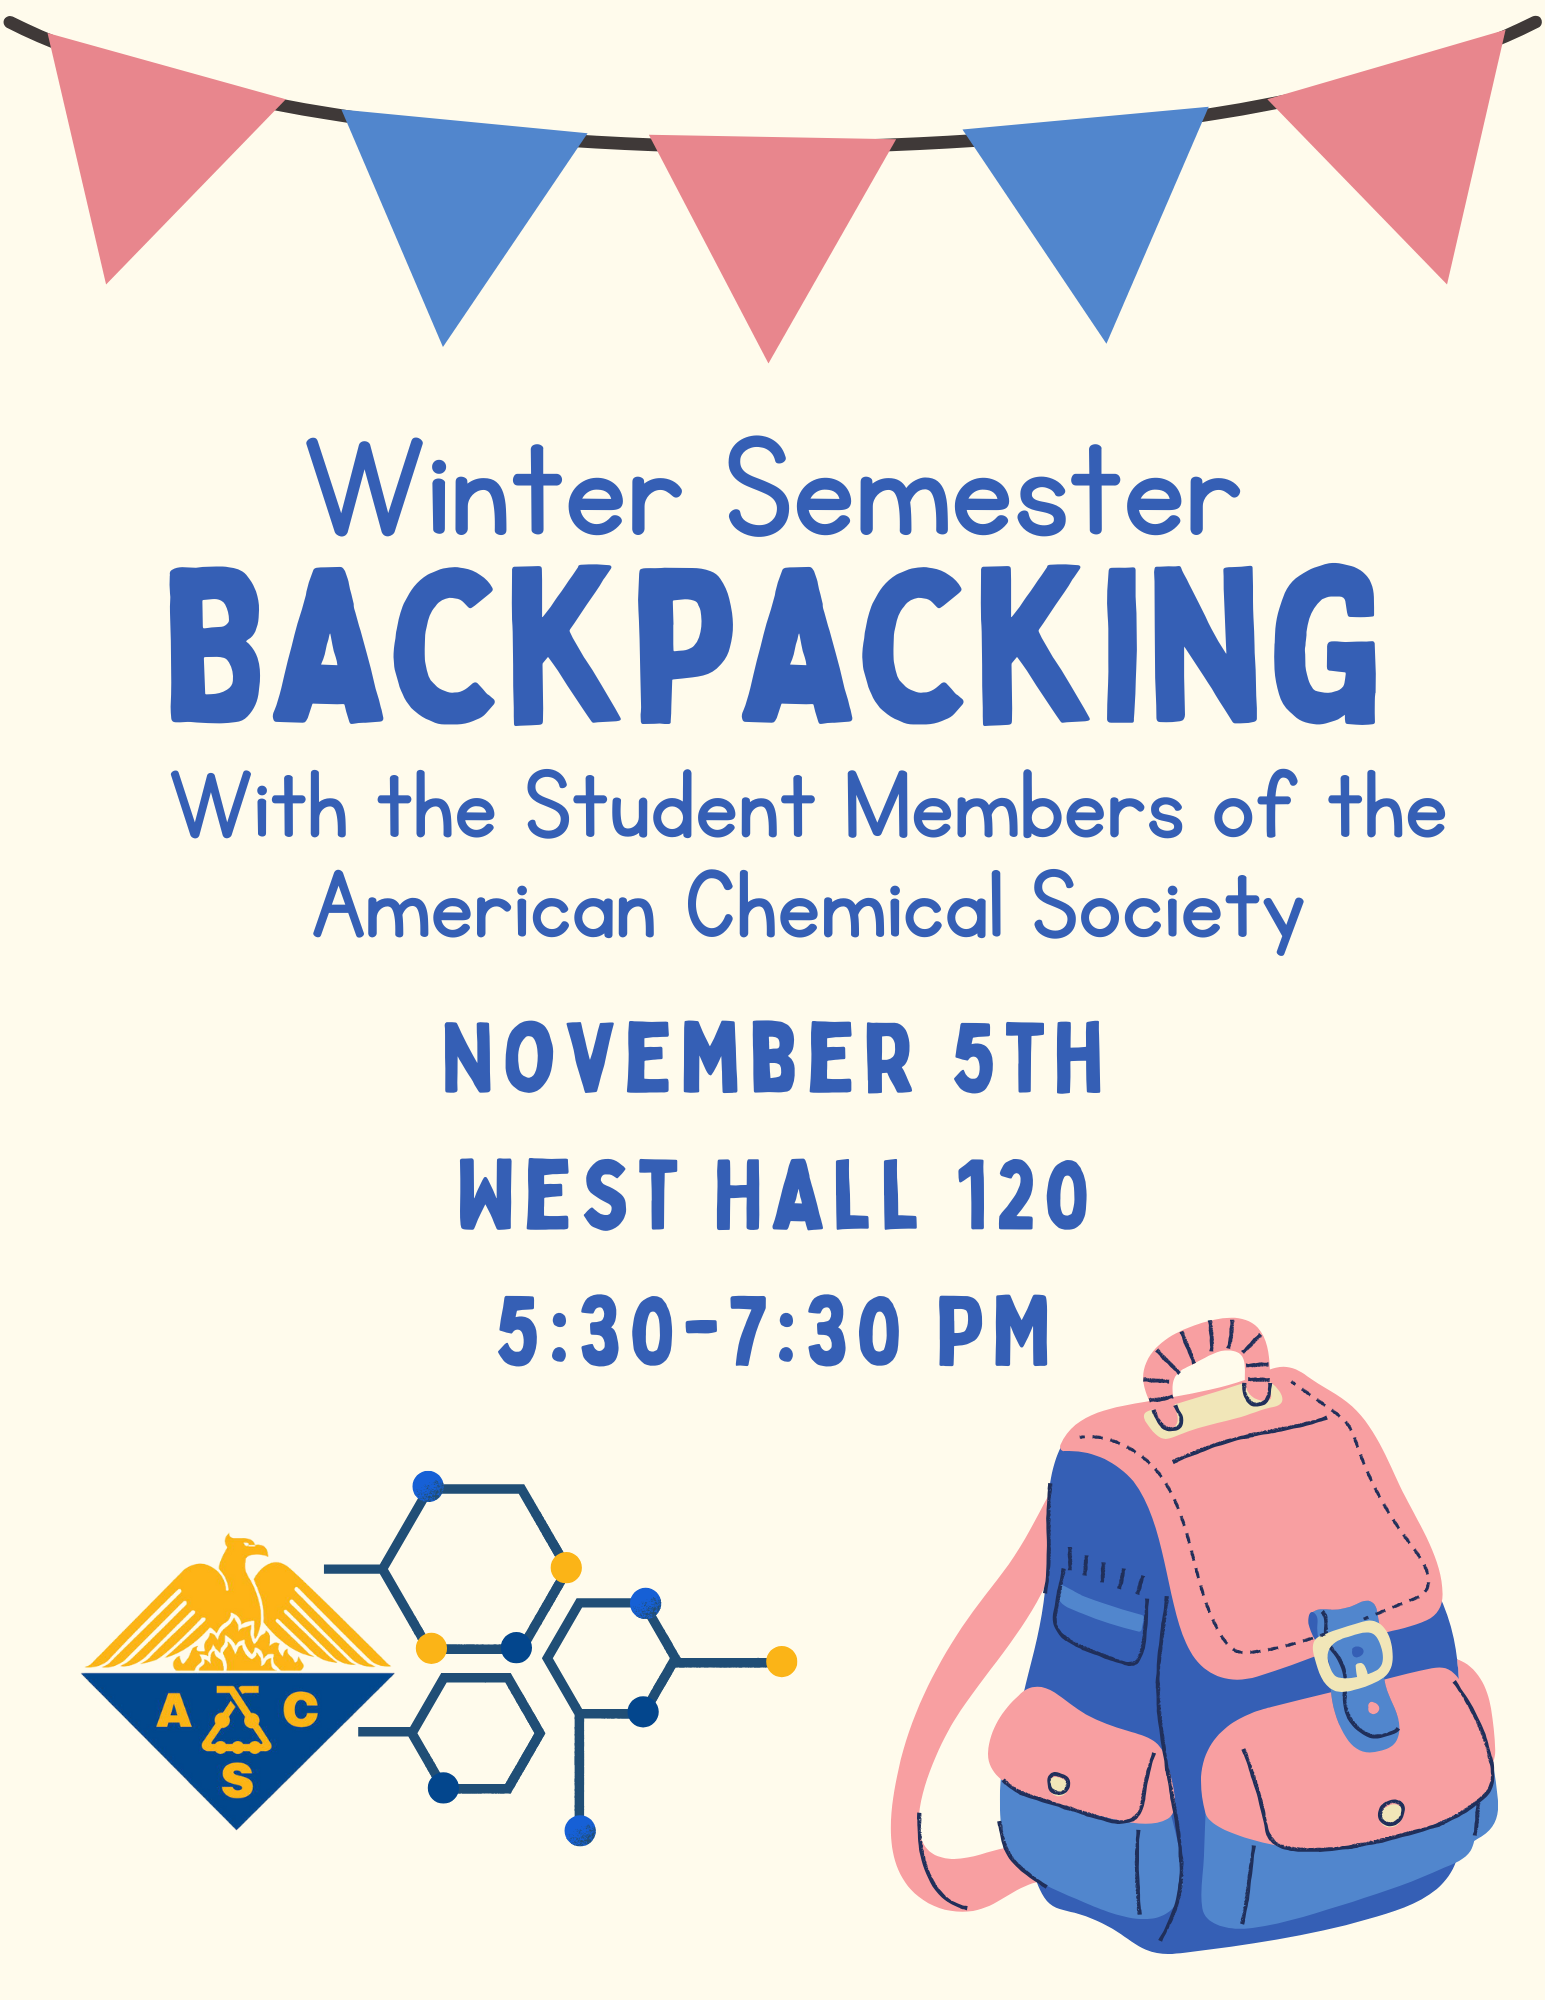 Winter Semester
BACKPACKING
With the Student Members of the
American Chemical Society
NOVEMBER 5TH
WEST HALL 120
5:30-7:30 PM
A C
S